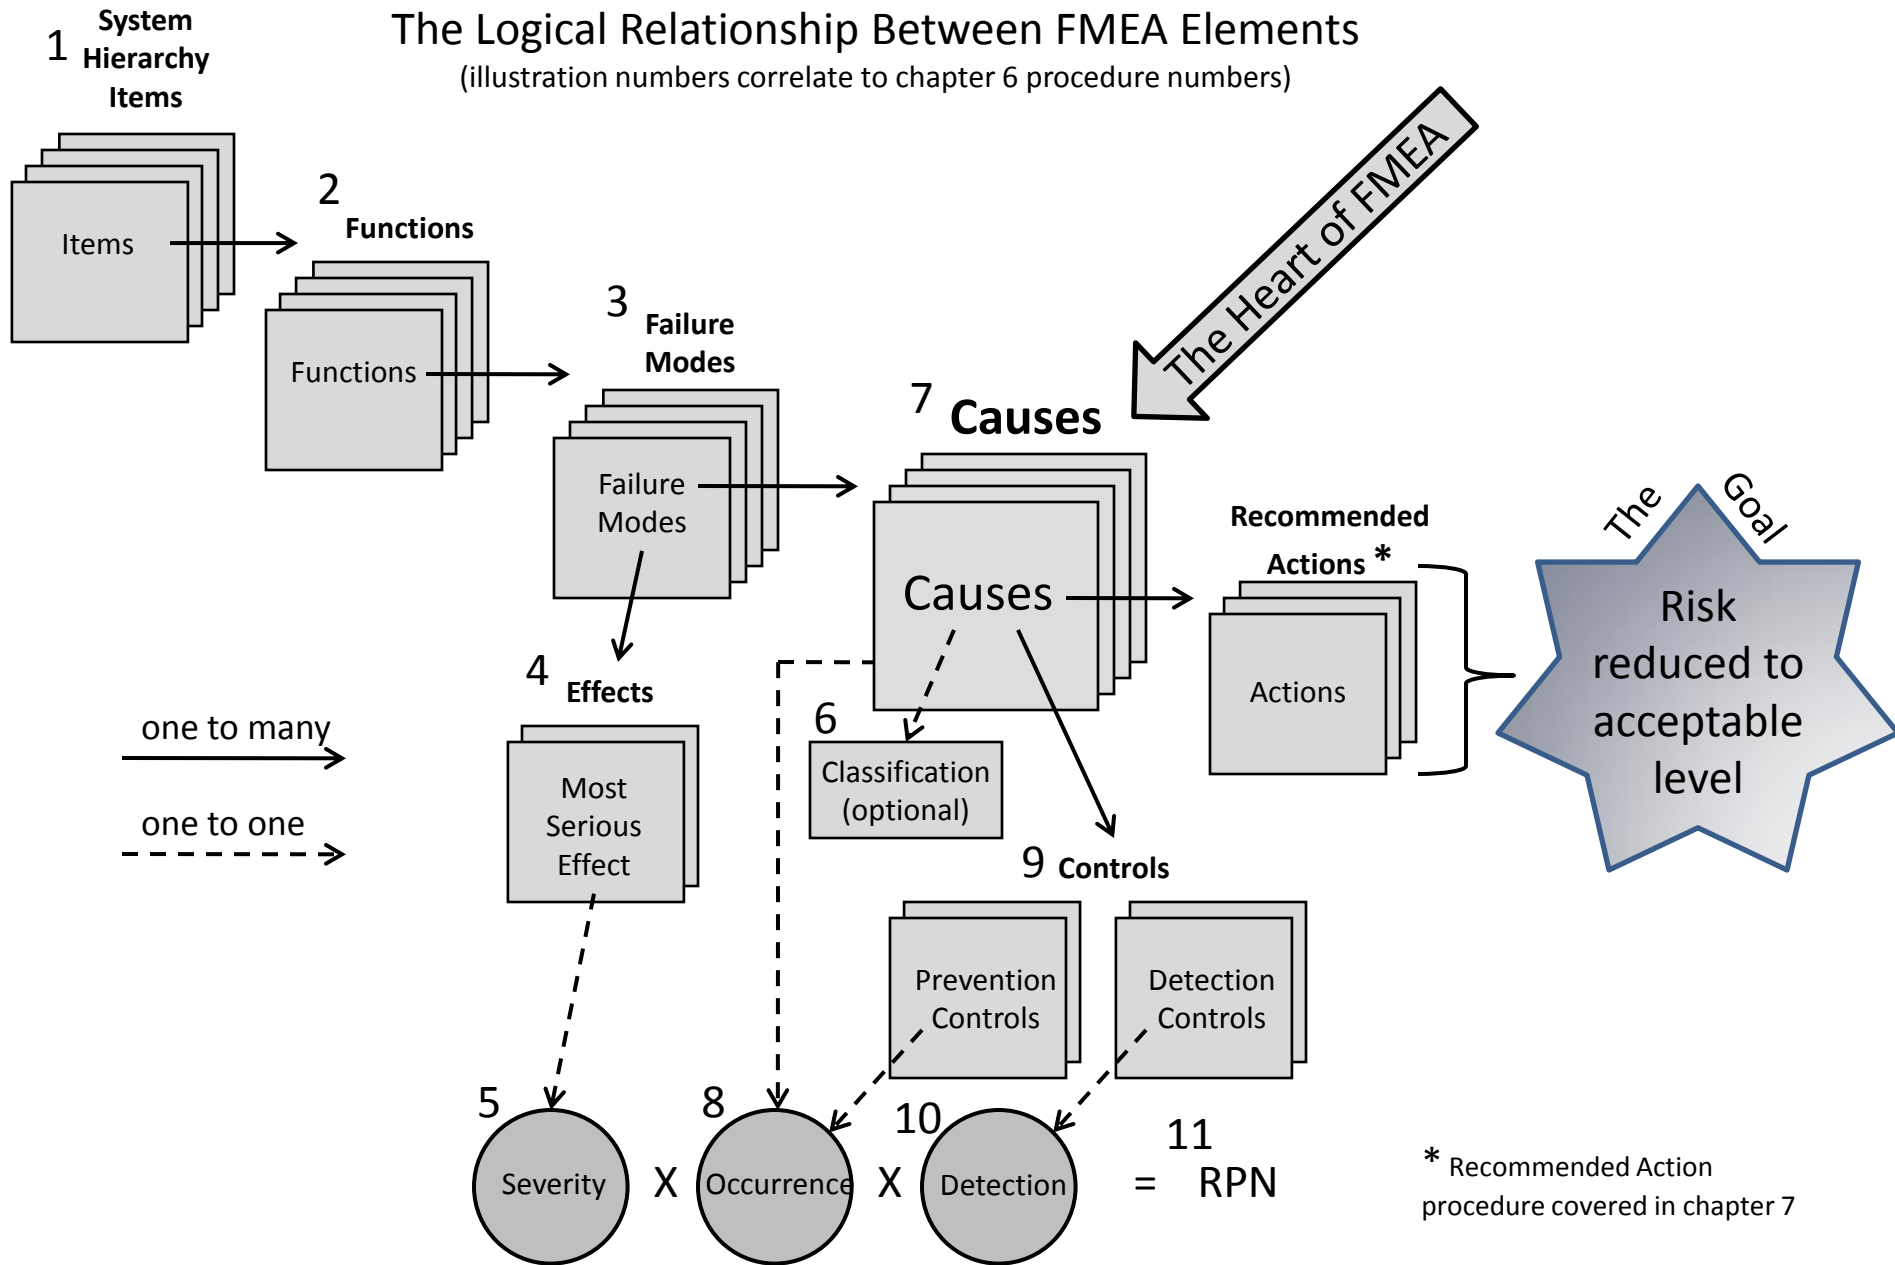 The Logical Relationship Between FMEA Elements
(illustration numbers correlate to chapter 6 procedure numbers)
1
System
Hierarchy
Items
Items
2
Functions
Functions
3
Failure
Modes
Failure
Modes
The Heart of FMEA
7
Causes
Causes
Recommended
Actions *
Actions
The Goal
Risk
reduced to
acceptable
level
4
Effects
Most
Serious
Effect
one to many
one to one
6
Classification
(optional)
9 Controls
Prevention
Controls
Detection
Controls
5
Severity
X
8
Occurrence
X
10
Detection
=
11
RPN
* Recommended Action
procedure covered in chapter 7